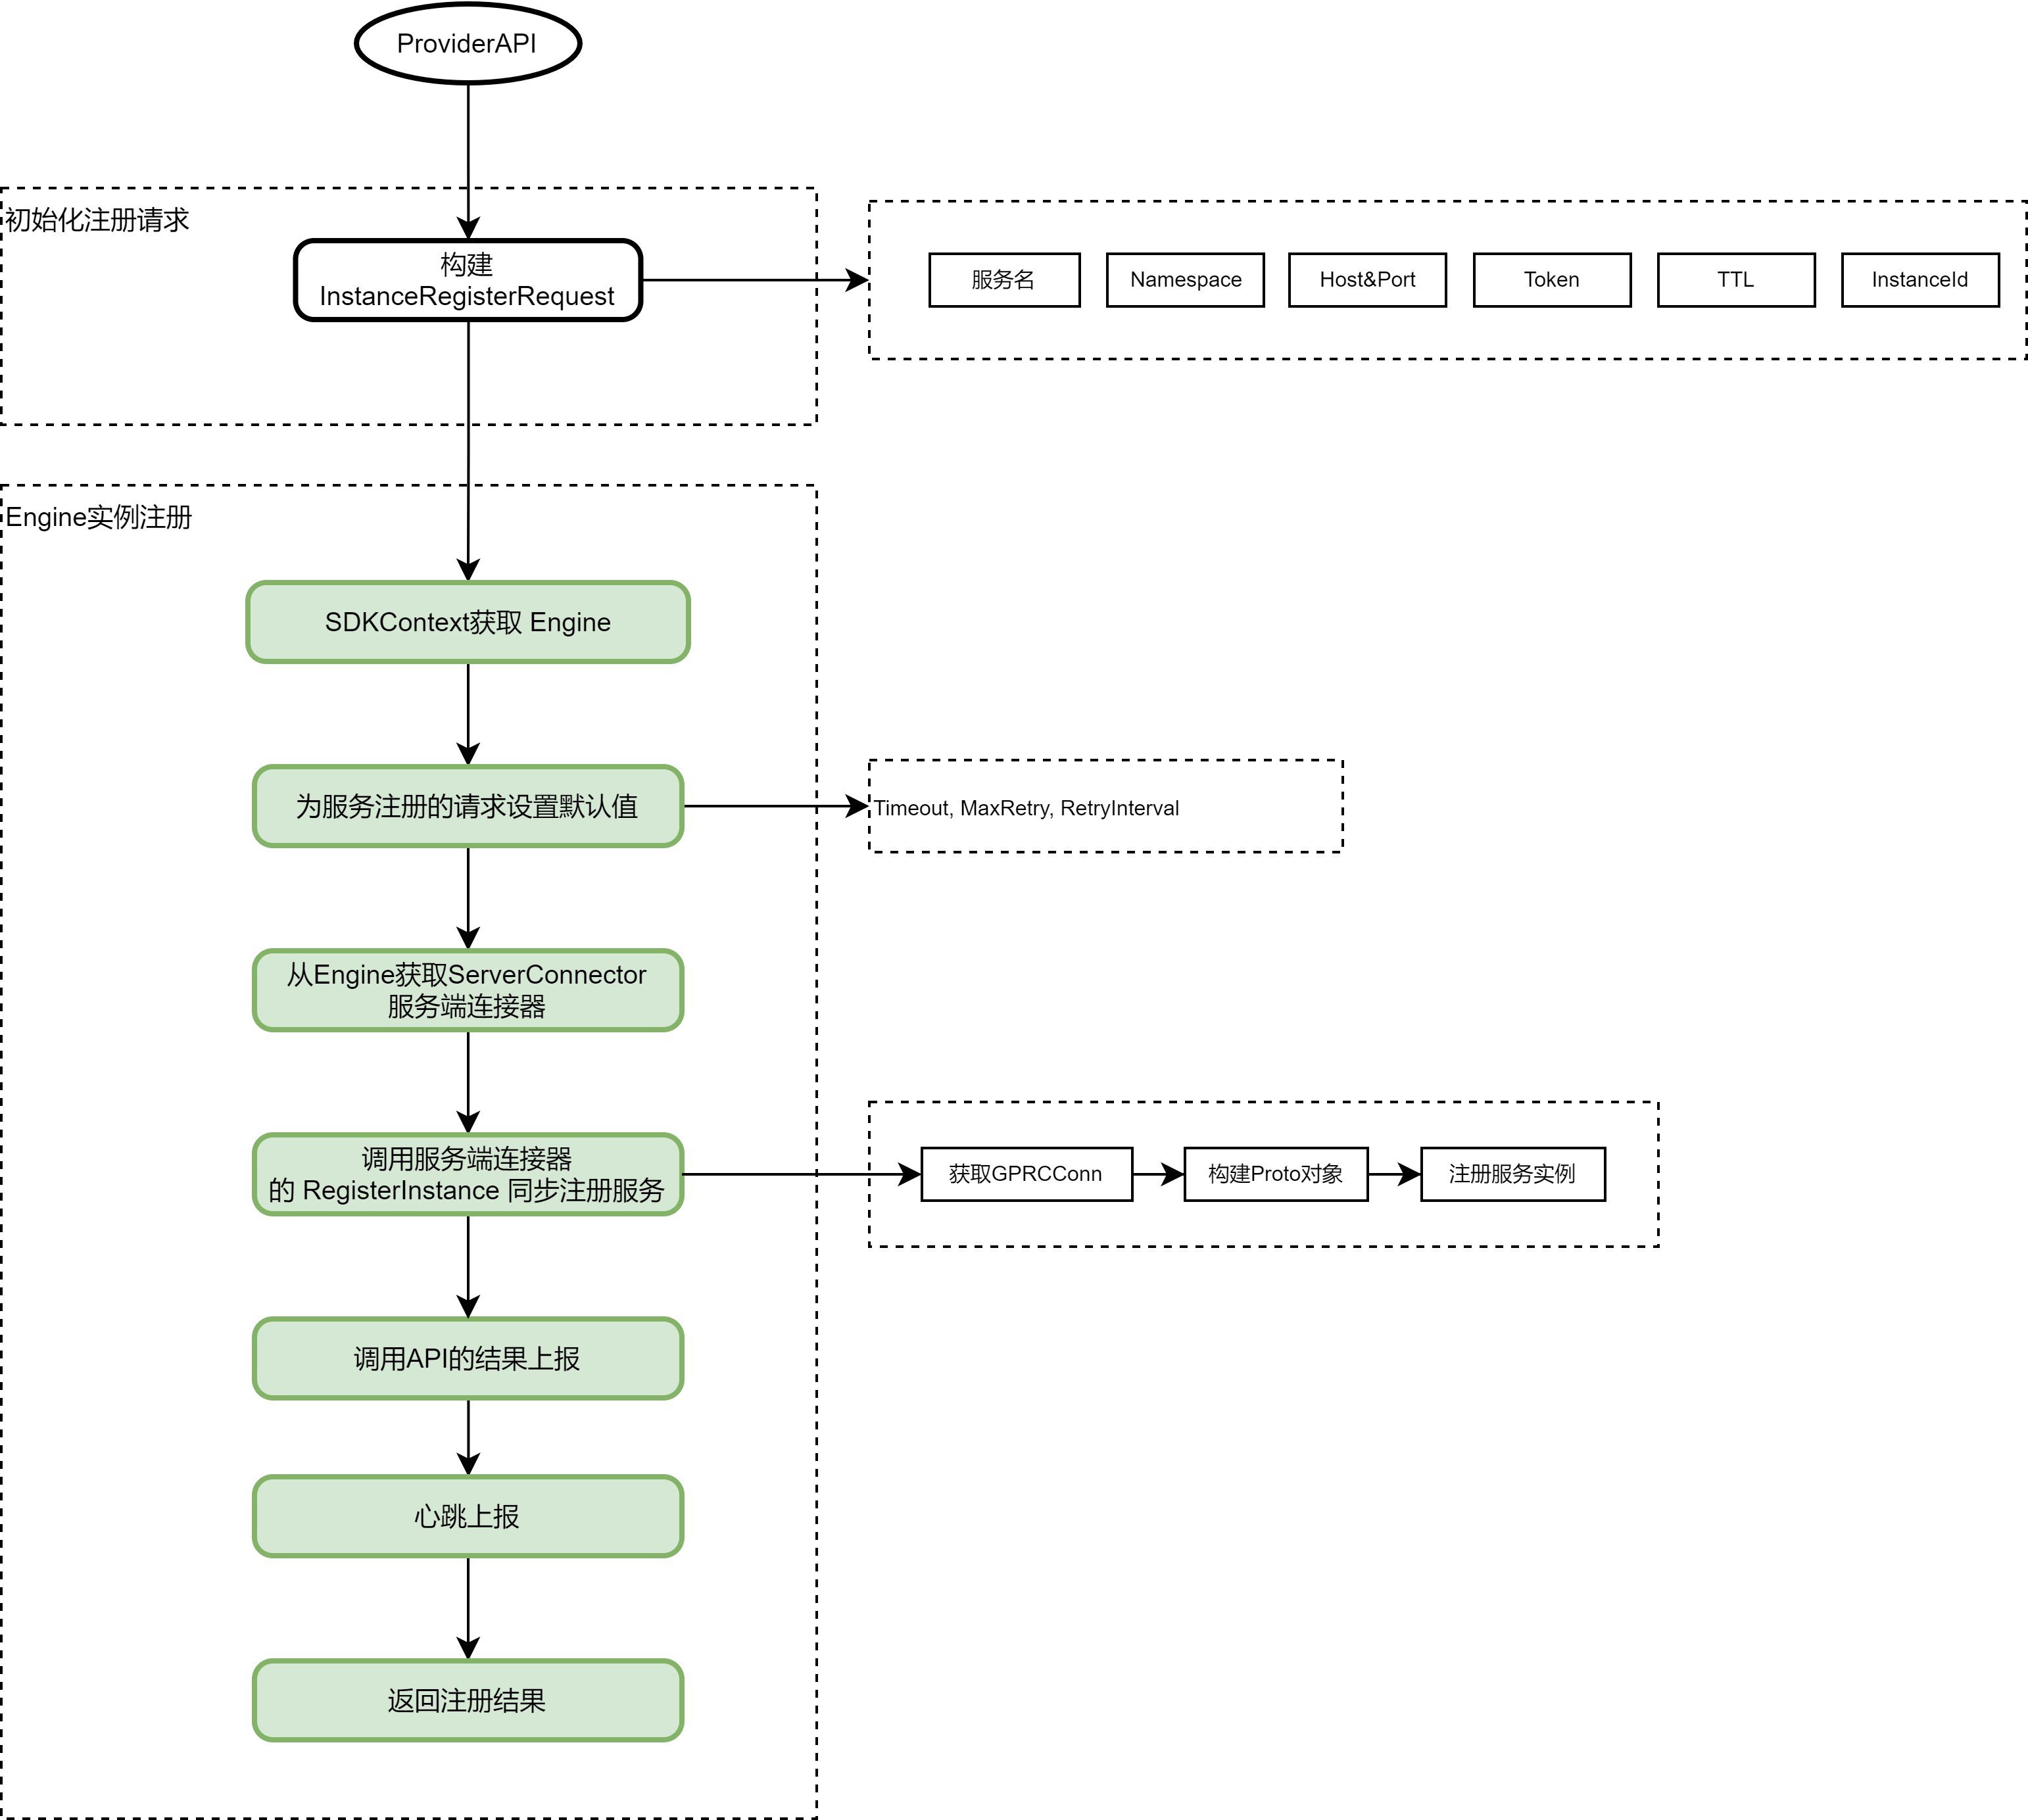 ProviderAPI
初始化注册请求
构建
InstanceRegisterRequest
服务名
Namespace
Host&Port
Token
TTL
InstanceId
Engine实例注册
SDKContext获取 Engine
为服务注册的请求设置默认值
Timeout, MaxRetry, RetryInterval
从Engine获取ServerConnector
服务端连接器
调用服务端连接器
的 RegisterInstance 同步注册服务
获取GPRCConn
构建Proto对象
注册服务实例
调用API的结果上报
心跳上报
返回注册结果